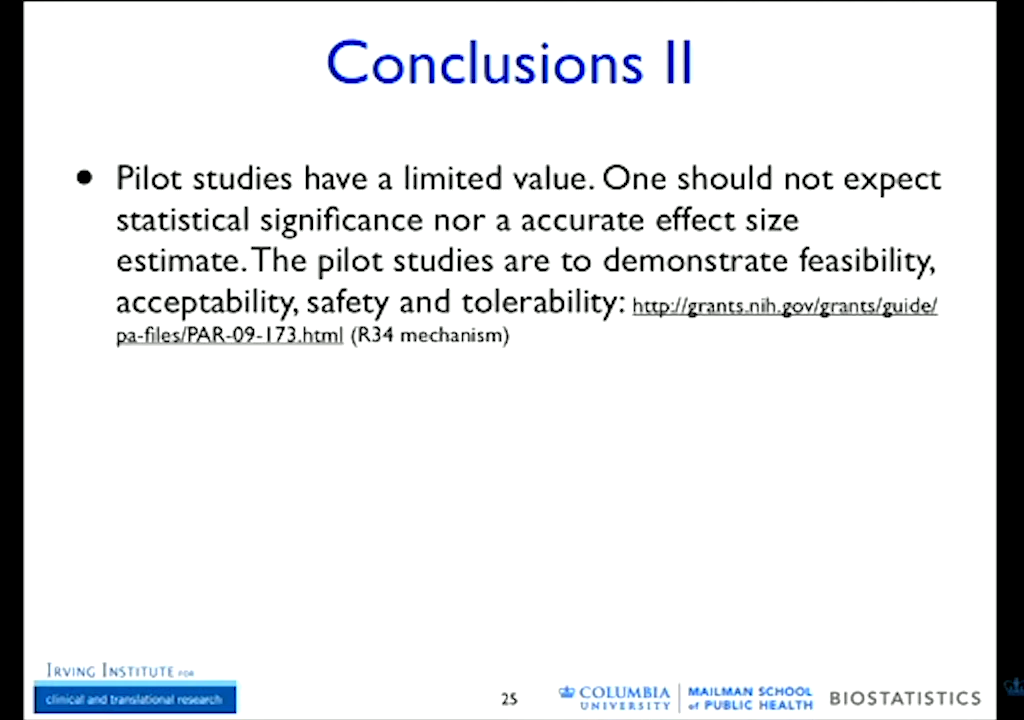 Conclusions II
• Pilot studies have a limited value. One should not expect
statistical significance nor a accurate effect size
estimate. The pilot studies are to demonstrate feasibility,
acceptability, safety and tolerability: http://grants.nih.gov/grants/guide/
pa-files/PAR-09-173.html (R34 mechanism)
IRVING INSTITUTE FOR
clinical and translational research
25
COLUMBIA
UNIVERSITY
MAILMAN SCHOOL
of PUBLIC HEALTH
BIOSTATISTICS